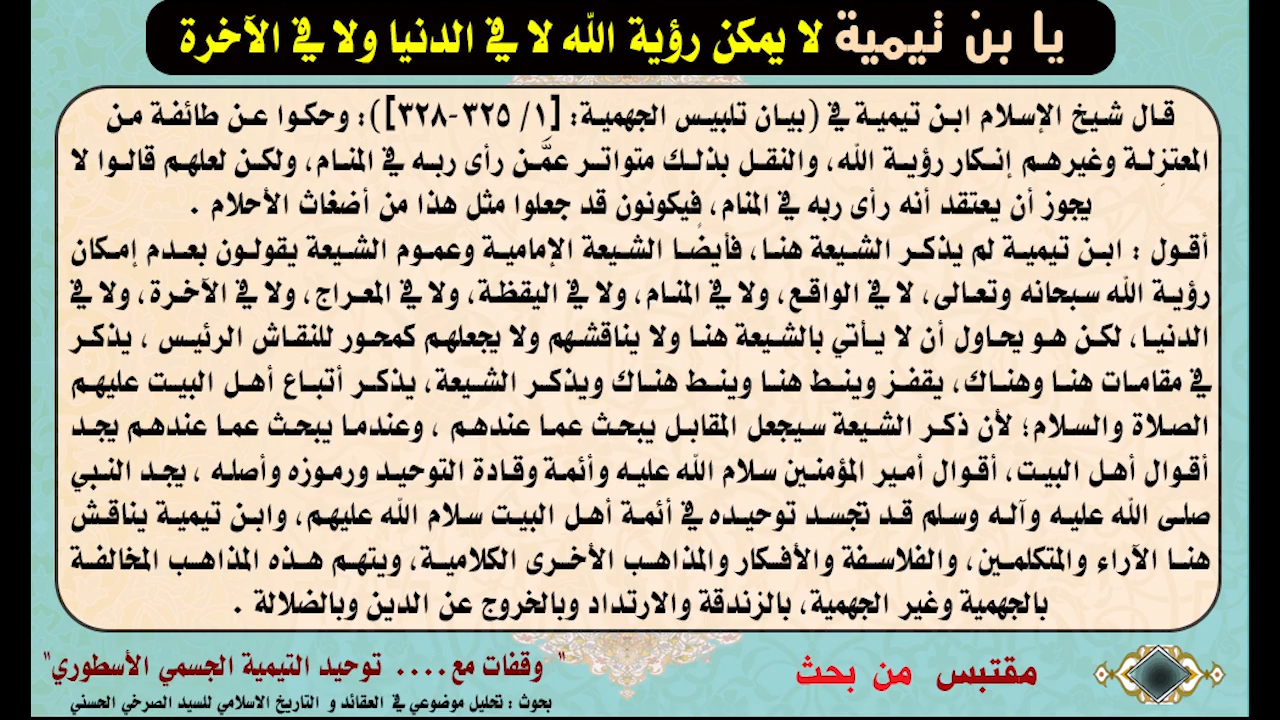 يا بن تيمية لا يمكن رؤية الله لا في الدنيا ولا في الآخرة
قال شيخ الإسلام ابن تيمية في (بيان تلبيس الجهمية: [١/ ٣٢٥-٣٢٨]): وحكوا عن طائفة من
المعتزِلة وغيرهم إنكار رؤية الله، والنقل بذلك متواتر عمَّن رأى ربه في المنام، ولكن لعلهم قالوا لا
يجوز أن يعتقد أنه رأى ربه في المنام، فيكونون قد جعلوا مثل هذا من أضغاث الأحلام .
أقول : ابن تيمية لم يذكر الشيعة هنا، فأيضًا الشيعة الإمامية وعموم الشيعة يقولون بعدم إمكان
رؤية الله سبحانه وتعالى، لا في الواقع، ولا في المنام، ولا في اليقظة، ولا في المعراج، ولا في الآخرة، ولا في
الدنيا، لكن هو يحاول أن لا يأتي بالشيعة هنا ولا يناقشهم ولا يجعلهم كمحور للنقاش الرئيس ، يذكر
في مقامات هنا وهناك، يقفز وينط هنا وينط هناك ويذكر الشيعة، يذكر أتباع أهل البيت عليهم
الصلاة والسلام؛ لأن ذكر الشيعة سيجعل المقابل يبحث عما عندهم ، وعندما يبحث عما عندهم يجد
أقوال أهل البيت، أقوال أمير المؤمنين سلام الله عليه وأئمة وقادة التوحيد ورموزه وأصله ، يجد النبي
صلى الله عليه وآله وسلم قد تجسد توحيده في أئمة أهل البيت سلام الله عليهم، وابن تيمية يناقش
هنا الآراء والمتكلمين، والفلاسفة والأفكار والمذاهب الأخرى الكلامية، ويتهم هذه المذاهب المخالفة
بالجهمية وغير الجهمية، بالزندقة والارتداد وبالخروج عن الدين وبالضلالة .
مقتبس من بحث
" وقفات مع.... توحيد التيمية الجسمي الأسطوري"
بحوث : تحليل موضوعي في العقائد و التاريخ الاسلامي للسيد الصرخي الحسني